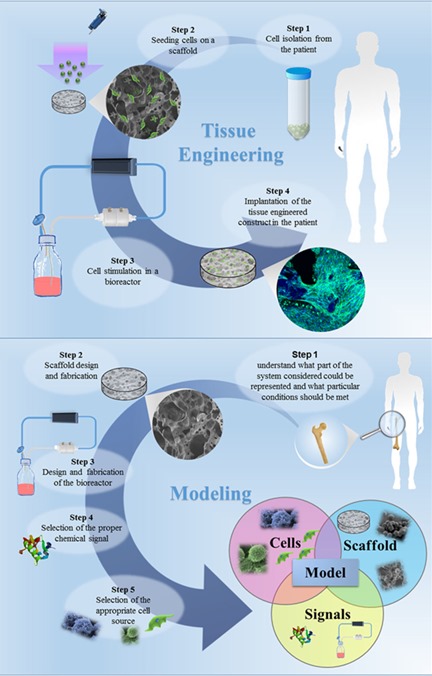 Step 1
Cell isolation from
the patient
Step 2
Seeding cells on a
scaffold
Tissue
Engineering
Step 3
Cell stimulation in a
bioreactor
Step 4
Implantation of the
tissue engineered
construct in the patient
Step 1
understand what part of the
system considered could be
represented and what particular
conditions should be met
Step 2
Scaffold design
and fabrication
Step 3
Design and fabrication
of the bioreactor
Modeling
Step 4
Selection of the proper
chemical signal
Step 5
Selection of the
appropriate cell
source
Cells
Scaffold
Model
Signals